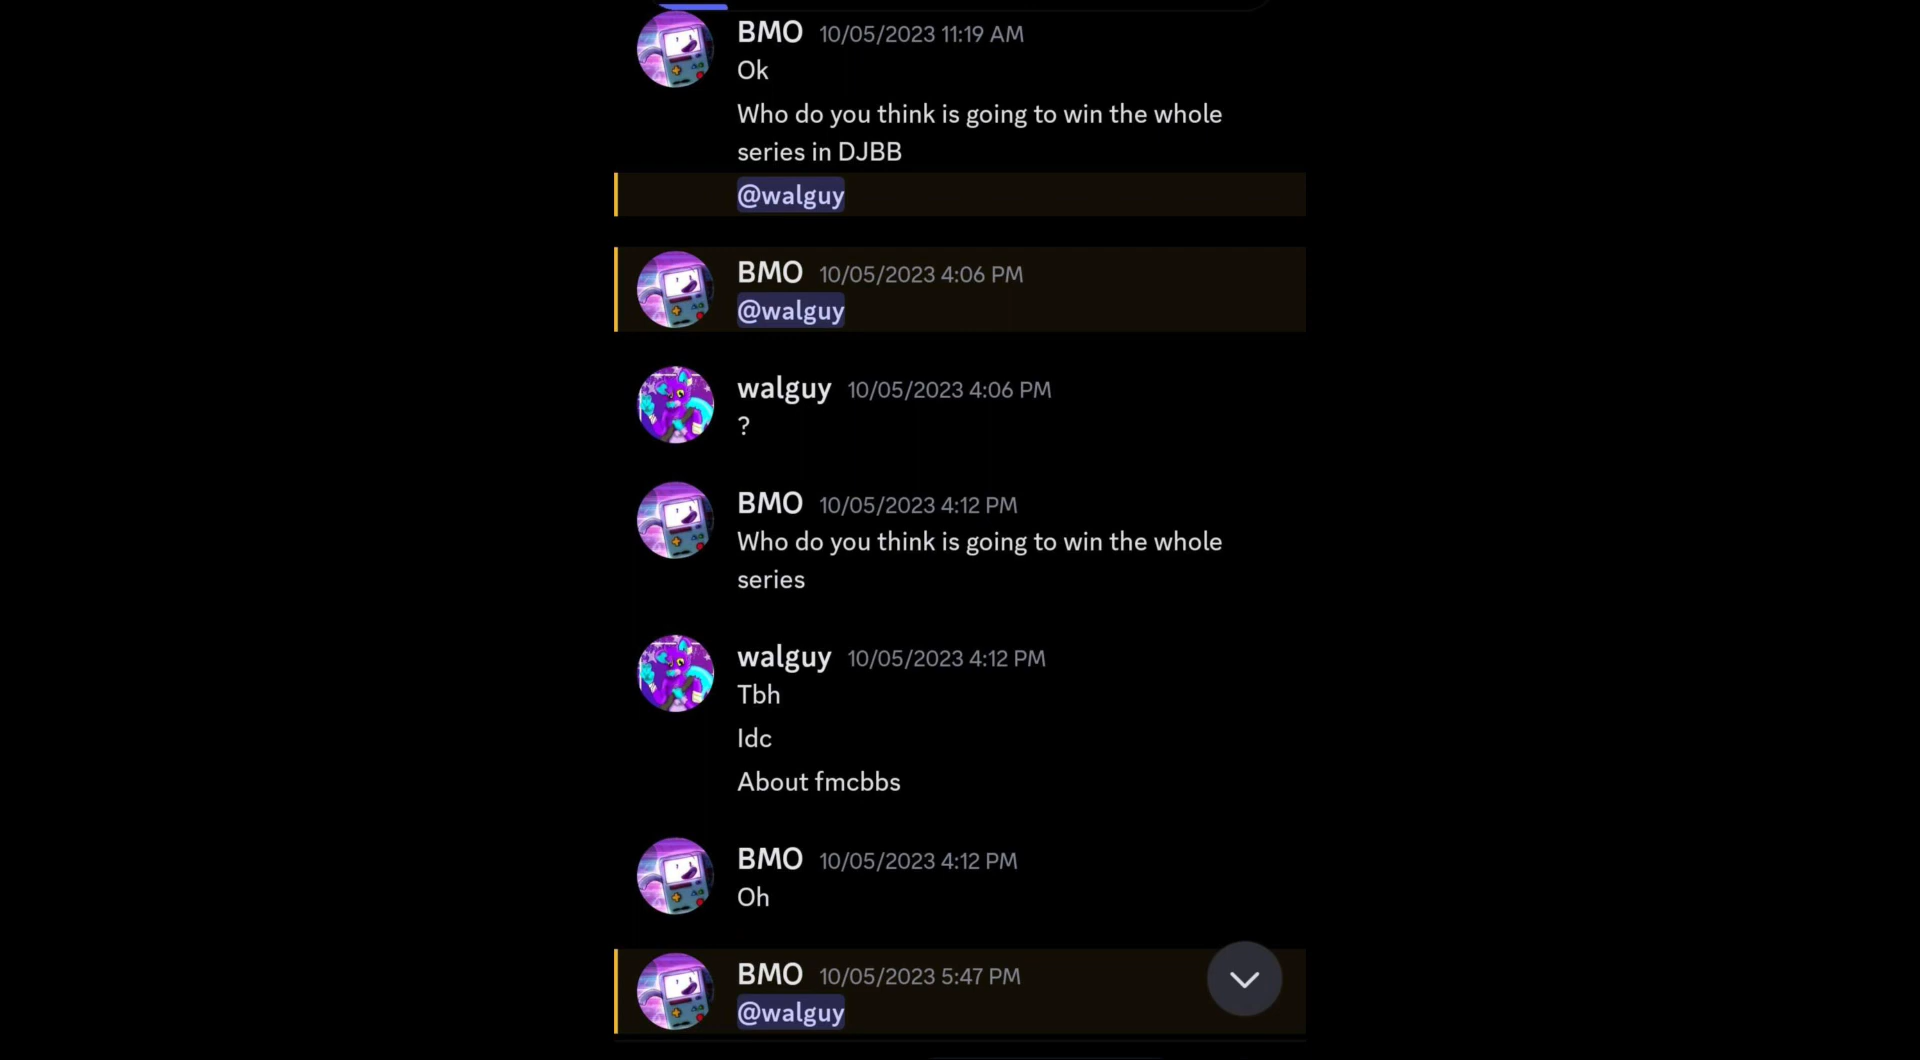 BMO 10/05/2023 11:19 AM
Ok
Who do you think is going to win the whole
series in DJBB
@walguy
BMO 10/05/2023 4:06 PM
@walguy
walguy 10/05/2023 4:06 PM
?
BMO 10/05/2023 4:12 PM
Who do you think is going to win the whole
series
walguy 10/05/2023 4:12 PM
Tbh
Idc
About fmcbbs
BMO 10/05/2023 4:12 PM
Oh
BMO 10/05/2023 5:47 PM
@walguy